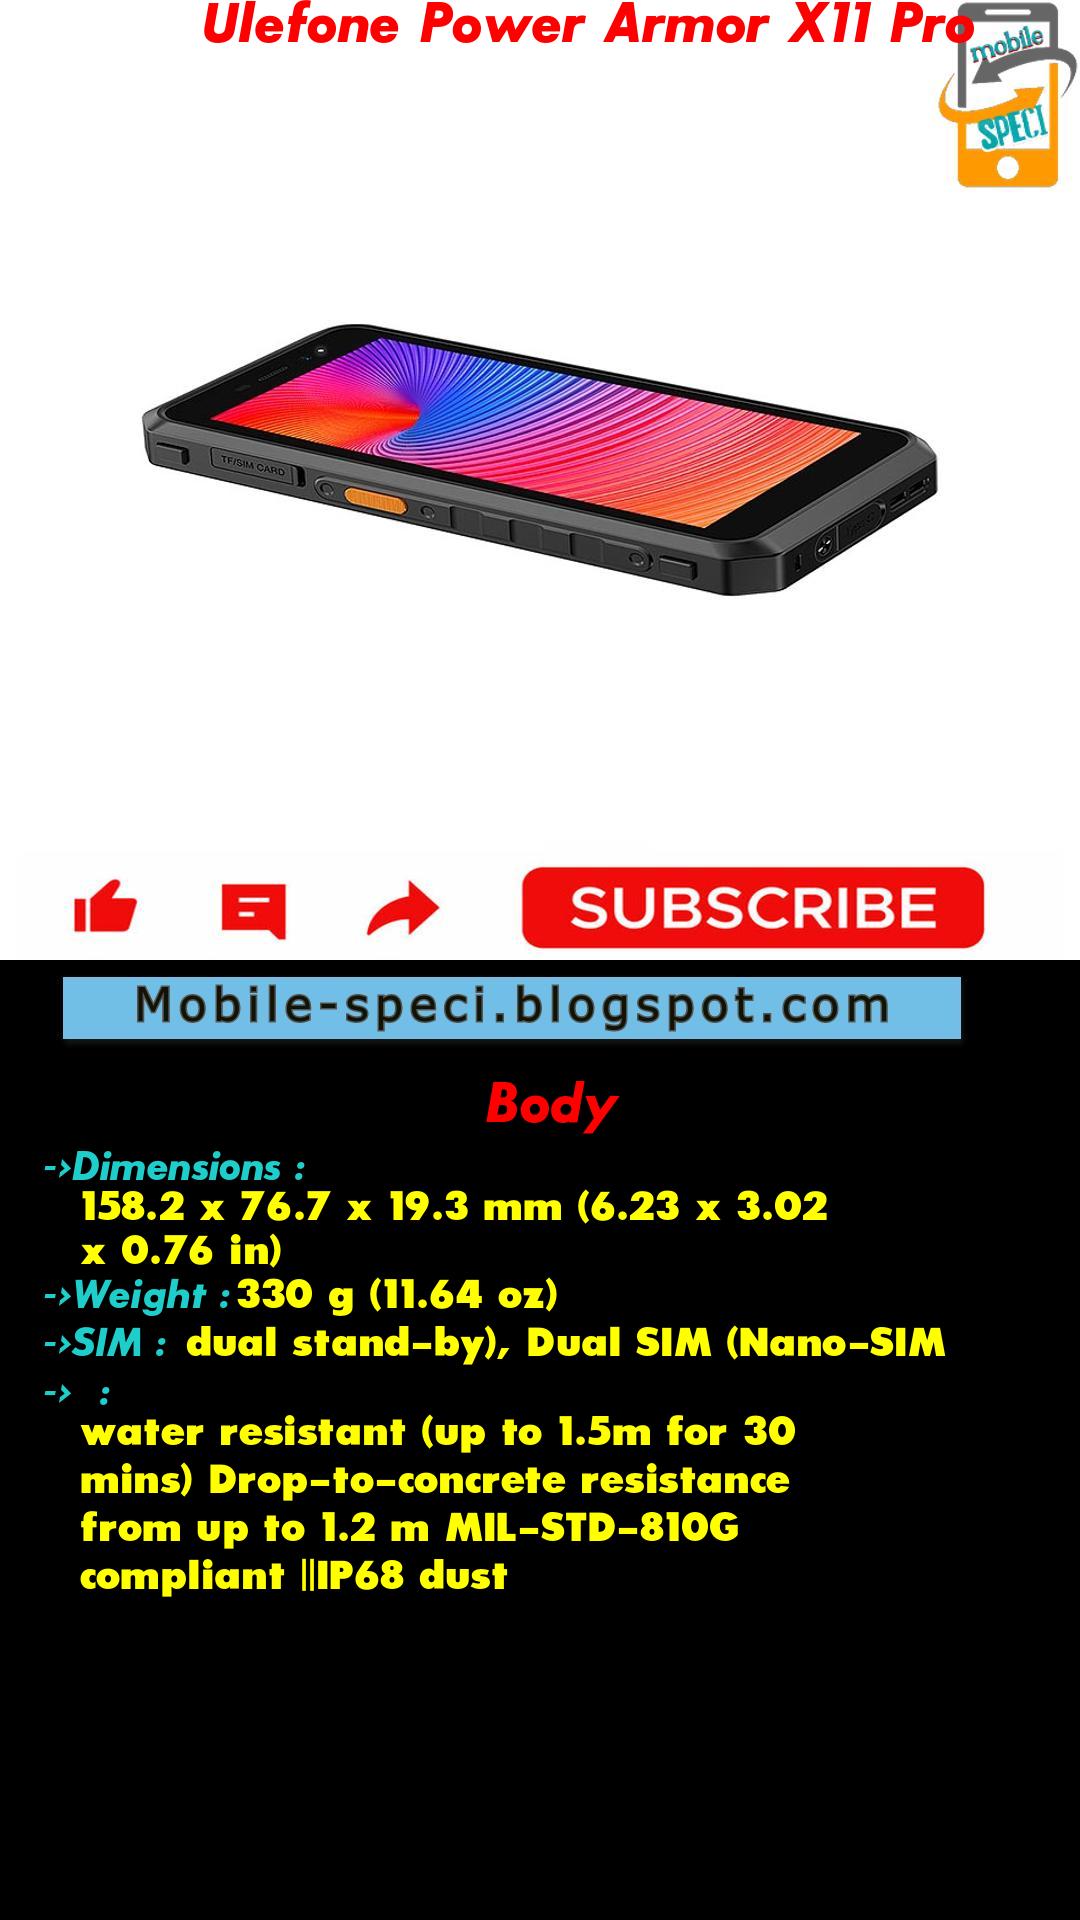 Ulefone Power Armor X11 Pro
mobile
SPECI
TF/SIM CARD
SUBSCRIBE
Mobile-speci.blogspot.com
Body
->Dimensions :
158.2 x 76.7 x 19.3 mm (6.23 x 3.02
x 0.76 in)
->Weight : 330 g (11.64 oz)
->SIM : dual stand-by), Dual SIM (Nano-SIM
-> :
water resistant (up to 1.5m for 30
mins) Drop-to-concrete resistance
from up to 1.2 m MIL-STD-810G
compliant ||IP68 dust